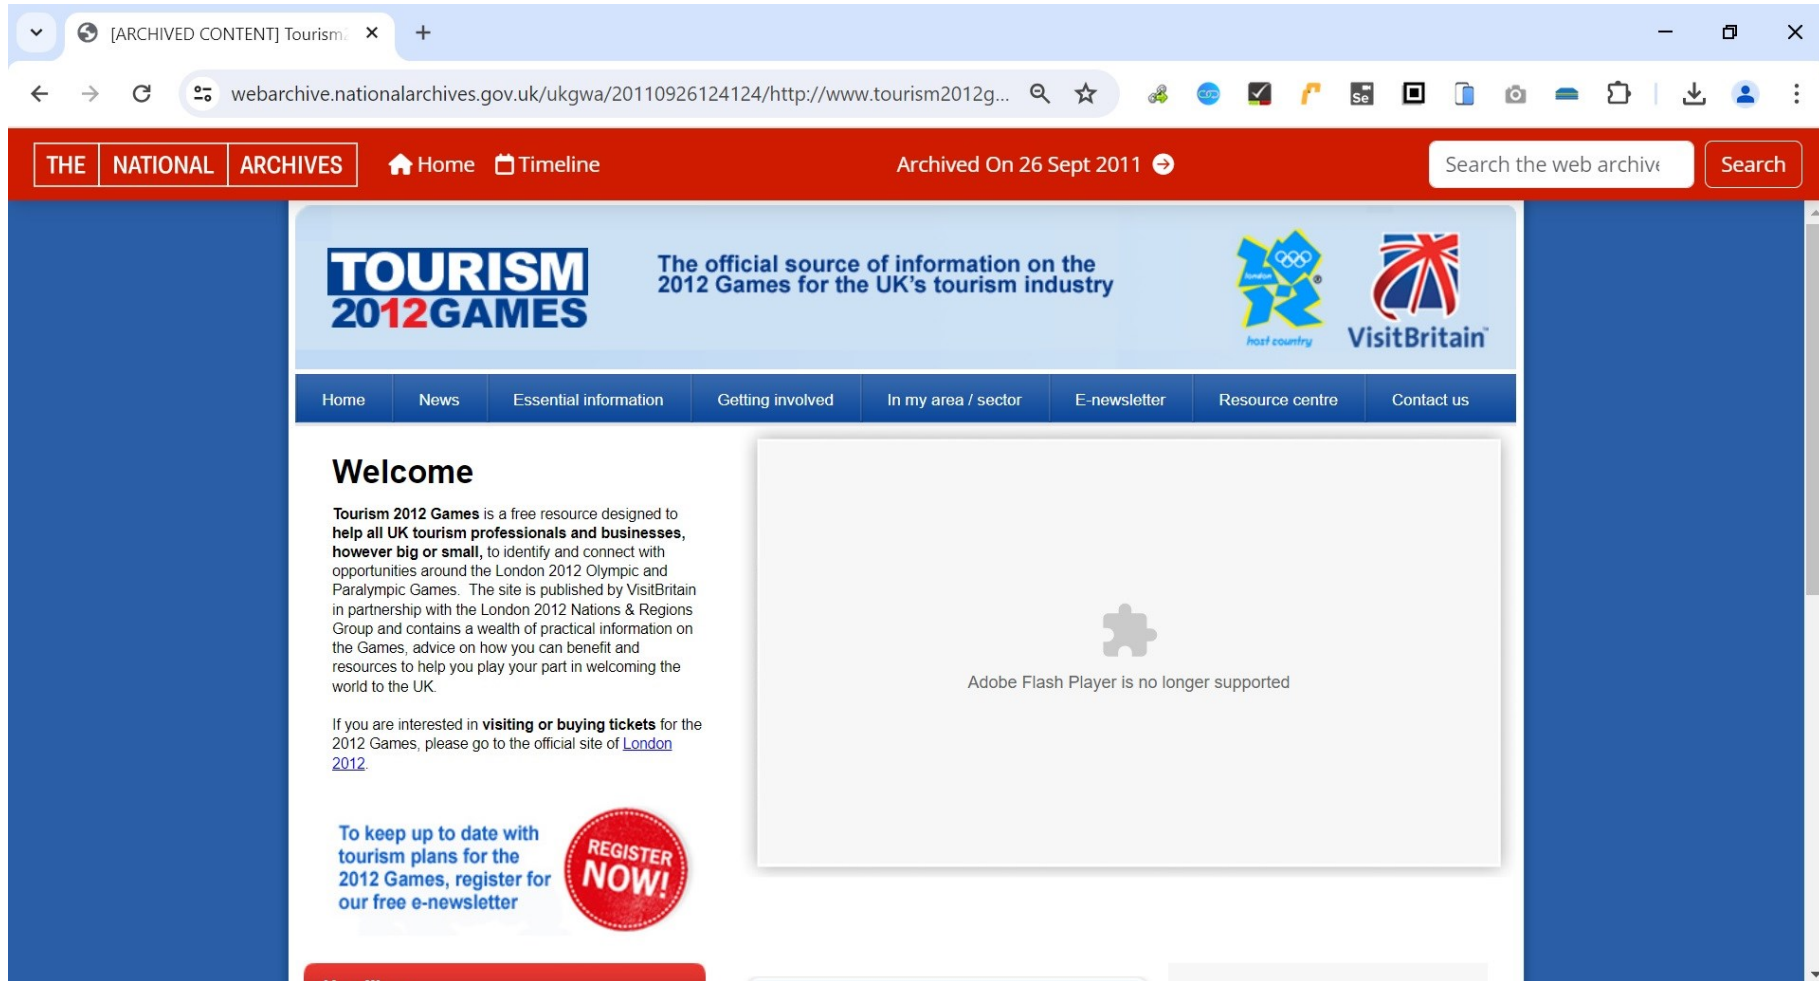 [ARCHIVED CONTENT] Tourism
webarchive.nationalarchives.gov.uk/ukgwa/20110926124124/http://www.tourism2012g...
Se
THE NATIONAL ARCHIVES
Home
Timeline
Archived On 26 Sept 2011
Search the web archive
Search
TOURISM
2012GAMES
The official source of information on the
2012 Games for the UK's tourism industry
london
®
host country
VisitBritain™
Home
News
Essential information
Getting involved
In my area / sector
E-newsletter
Resource centre
Contact us
Welcome
Tourism 2012 Games is a free resource designed to
help all UK tourism professionals and businesses,
however big or small, to identify and connect with
opportunities around the London 2012 Olympic and
Paralympic Games. The site is published by VisitBritain
in partnership with the London 2012 Nations & Regions
Group and contains a wealth of practical information on
the Games, advice on how you can benefit and
resources to help you play your part in welcoming the
world to the UK.
If you are interested in visiting or buying tickets for the
2012 Games, please go to the official site of London
2012.
To keep up to date with
tourism plans for the
2012 Games, register for
our free e-newsletter
REGISTER
NOW!
Adobe Flash Player is no longer supported